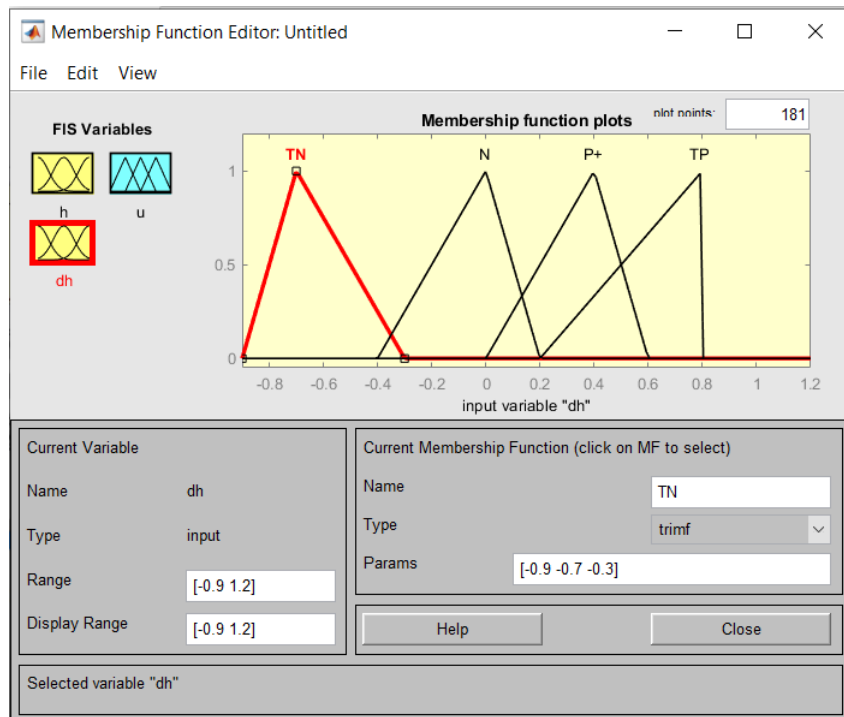 Membership Function Editor: Untitled
File Edit View
FIS Variables
h
u
dh
Membership function plots
plot points:
181
TN
N
P+
TP
1
0.5
0
-0.8 -0.6 -0.4 -0.2 0 0.2 0.4 0.6 0.8 1 1.2
input variable "dh"
Current Variable
Name dh
Type input
Range [-0.9 1.2]
Display Range [-0.9 1.2]
Current Membership Function (click on MF to select)
Name TN
Type trimf
Params [-0.9 -0.7 -0.3]
Help Close
Selected variable "dh"